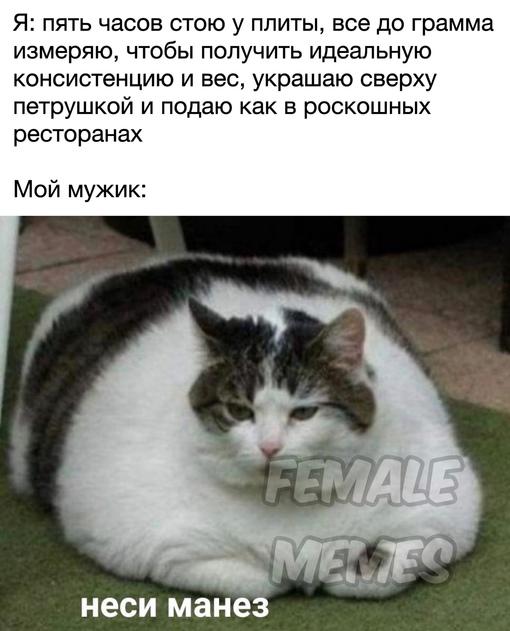 Я: пять часов стою у плиты, все до грамма
измеряю, чтобы получить идеальную
консистенцию и вес, украшаю сверху
петрушкой и подаю как в роскошных
ресторанах
Мой мужик:
FEMALE
MEMES
неси манез